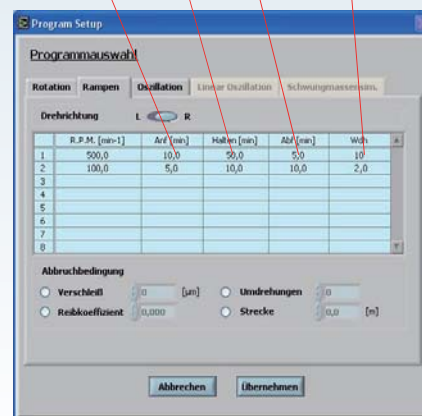 Program Setup
Programmauswahl
Rotation Rampen Oszillation Linear Oszillation Schwungmassensim.
Drehrichtung L R
R.P.M. [min-1] Anf [min] Halten [min] Abf [min] Wdh
1 500,0 10,0 50,0 5,0 10
2 100,0 5,0 10,0 10,0 2,0
3
4
5
6
7
8
Abbruchbedingung
Verschleiß 0 [µm] Umdrehungen 0
Reibkoeffizient 0,000 Strecke 0,0 [m]
Abbrechen Übernehmen